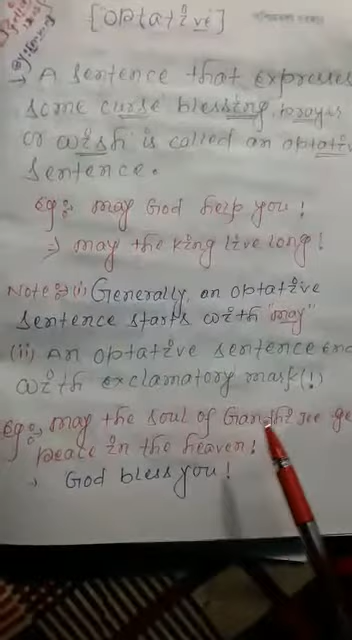 [optative]
→ A sentence that expresses
some curse blessing, prayer
or wish is called an optative
sentence.
Eg:- may God help you!
⇒ may the king live long!
Note:- (i) Generally, an optative
sentence starts with "may"
(ii) An optative sentence end
with exclamatory mark(!)
Eg:- may the soul of Gandhi Jee ge
peace in the heaven!
→ God bless you!